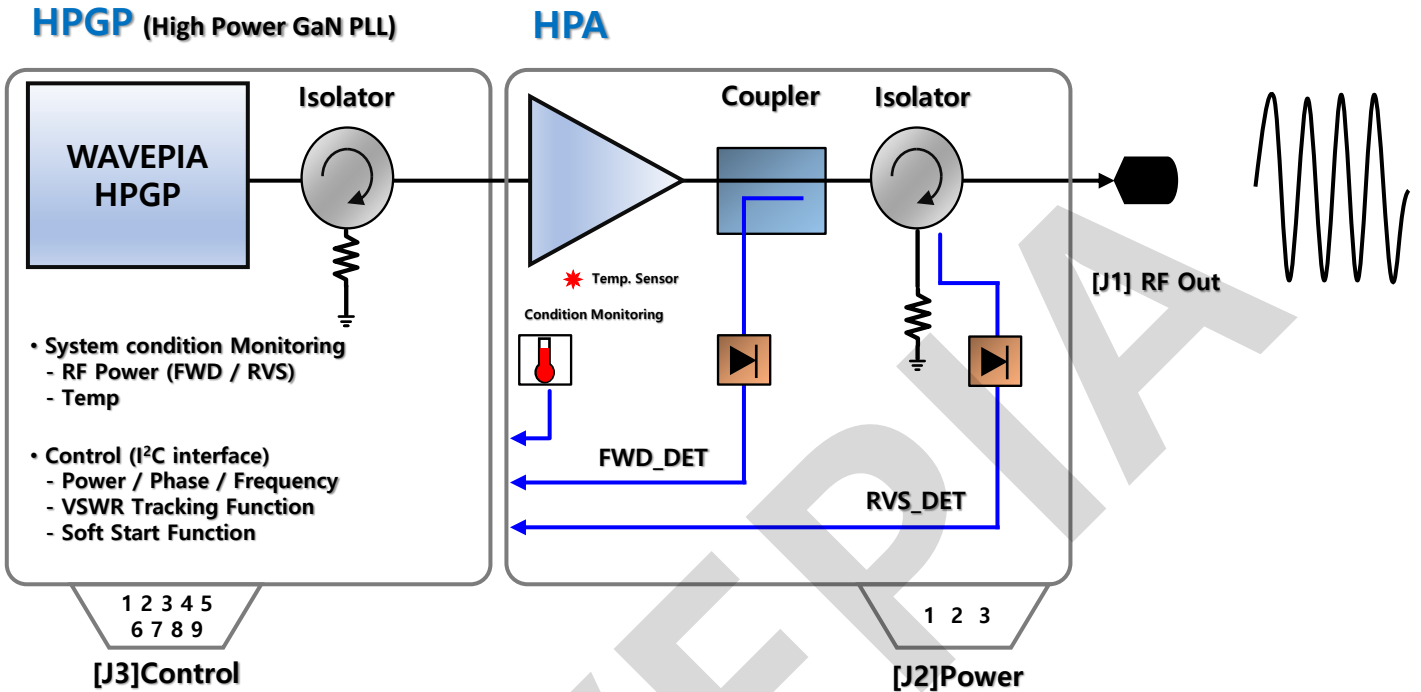 HPGP (High Power GaN PLL)
HPA
WAVEPIA
HPGP
Isolator
• System condition Monitoring
- RF Power (FWD / RVS)
- Temp
• Control (I²C interface)
- Power / Phase / Frequency
- VSWR Tracking Function
- Soft Start Function
1 2 3 4 5
6 7 8 9
[J3]Control
Coupler
Isolator
Temp. Sensor
Condition Monitoring
FWD_DET
RVS_DET
1 2 3
[J2]Power
[J1] RF Out
EPIA